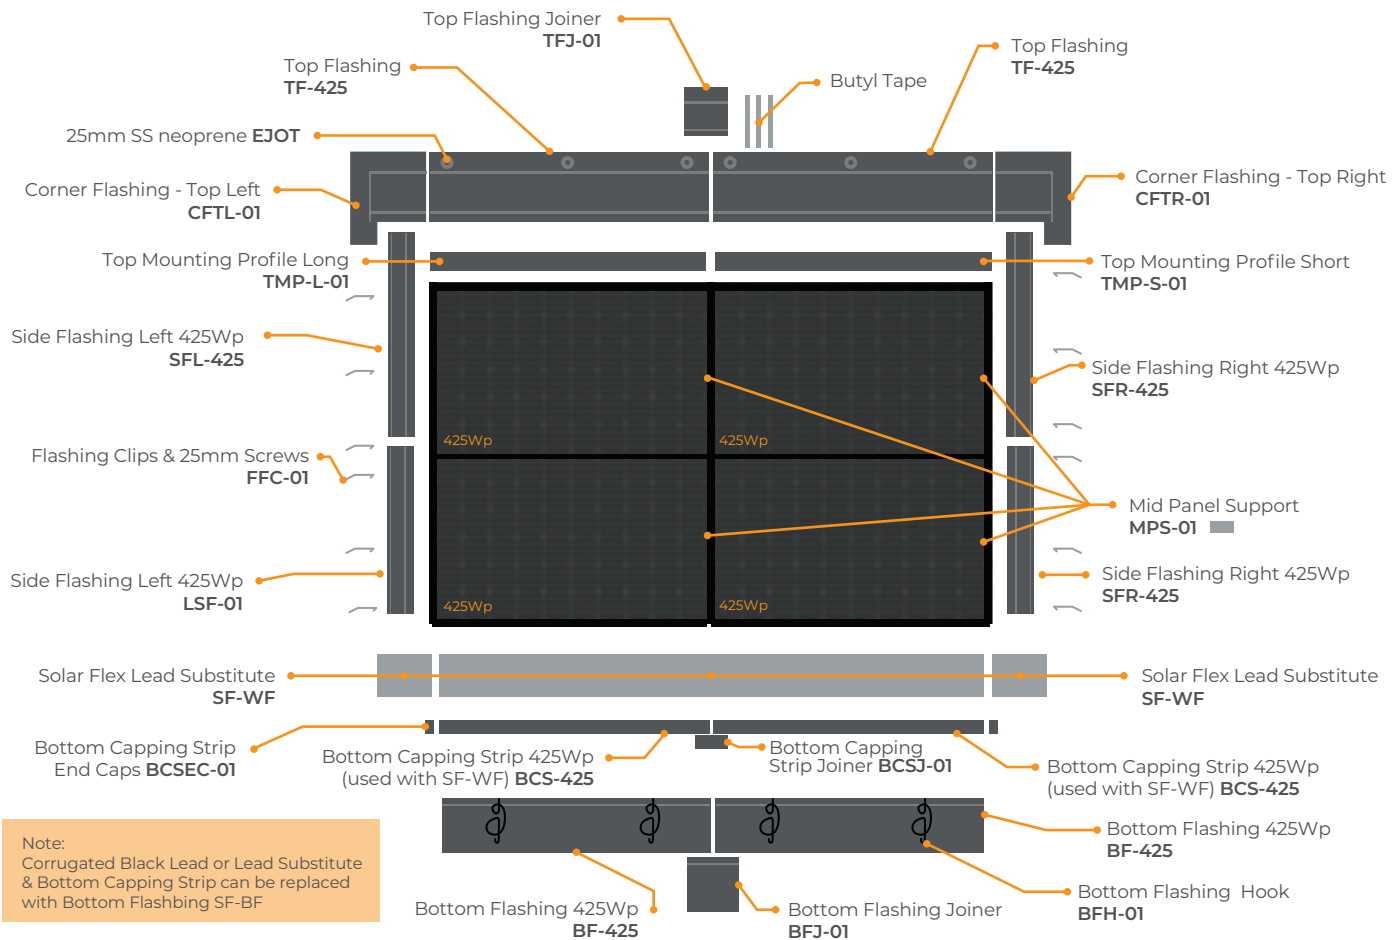 Top Flashing Joiner
TFJ-01
Top Flashing
TF-425
Top Flashing
TF-425
Butyl Tape
25mm SS neoprene EJOT
Corner Flashing - Top Left
CFTL-01
Corner Flashing - Top Right
CFTR-01
Top Mounting Profile Long
TMP-L-01
Top Mounting Profile Short
TMP-S-01
Side Flashing Left 425Wp
SFL-425
Side Flashing Right 425Wp
SFR-425
425Wp
425Wp
Flashing Clips & 25mm Screws
FFC-01
Mid Panel Support
MPS-01
Side Flashing Left 425Wp
LSF-01
Side Flashing Right 425Wp
SFR-425
425Wp
425Wp
Solar Flex Lead Substitute
SF-WF
Solar Flex Lead Substitute
SF-WF
Bottom Capping Strip
End Caps BCSEC-01
Bottom Capping Strip 425Wp
(used with SF-WF) BCS-425
Bottom Capping
Strip Joiner BCSJ-01
Bottom Capping Strip 425Wp
(used with SF-WF) BCS-425
Bottom Flashing 425Wp
BF-425
Note:
Corrugated Black Lead or Lead Substitute
& Bottom Capping Strip can be replaced
with Bottom Flashbing SF-BF
Bottom Flashing 425Wp
BF-425
Bottom Flashing Joiner
BFJ-01
Bottom Flashing Hook
BFH-01